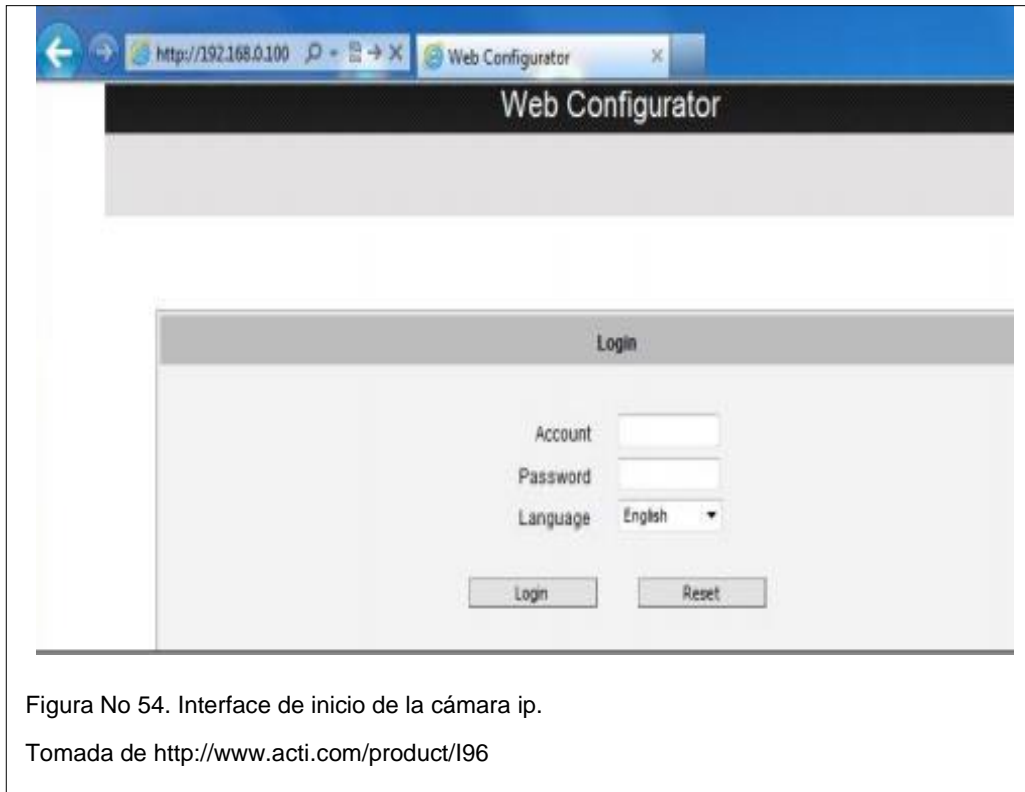 http://192.168.0.100 Web Configurator
Web Configurator
Login
Account
Password
Language English
Login Reset
Figura No 54. Interface de inicio de la cámara ip.
Tomada de http://www.acti.com/product/I96